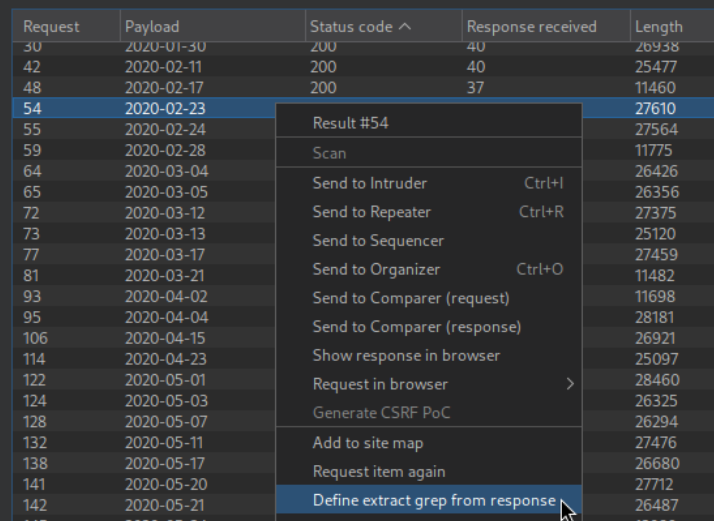 Request Payload Status code Response received Length
30 2020-01-30 200 40 26938
42 2020-02-11 200 40 25477
48 2020-02-17 200 37 11460
54 2020-02-23 27610
Result #54
55 2020-02-24 27564
Scan
59 2020-02-28 11775
64 2020-03-04 26426
Send to Intruder Ctrl+I
65 2020-03-05 26356
Send to Repeater Ctrl+R
72 2020-03-12 27375
73 2020-03-13 25120
Send to Sequencer
77 2020-03-17 27459
Send to Organizer Ctrl+O
81 2020-03-21 11482
93 2020-04-02 11698
Send to Comparer (request)
95 2020-04-04 28181
Send to Comparer (response)
106 2020-04-15 26921
114 2020-04-23 25097
Show response in browser
122 2020-05-01 28460
Request in browser
124 2020-05-03 26325
Generate CSRF PoC
128 2020-05-07 26294
132 2020-05-11 27476
Add to site map
138 2020-05-17 26680
Request item again
141 2020-05-20 27712
142 2020-05-21 26487
Define extract grep from response